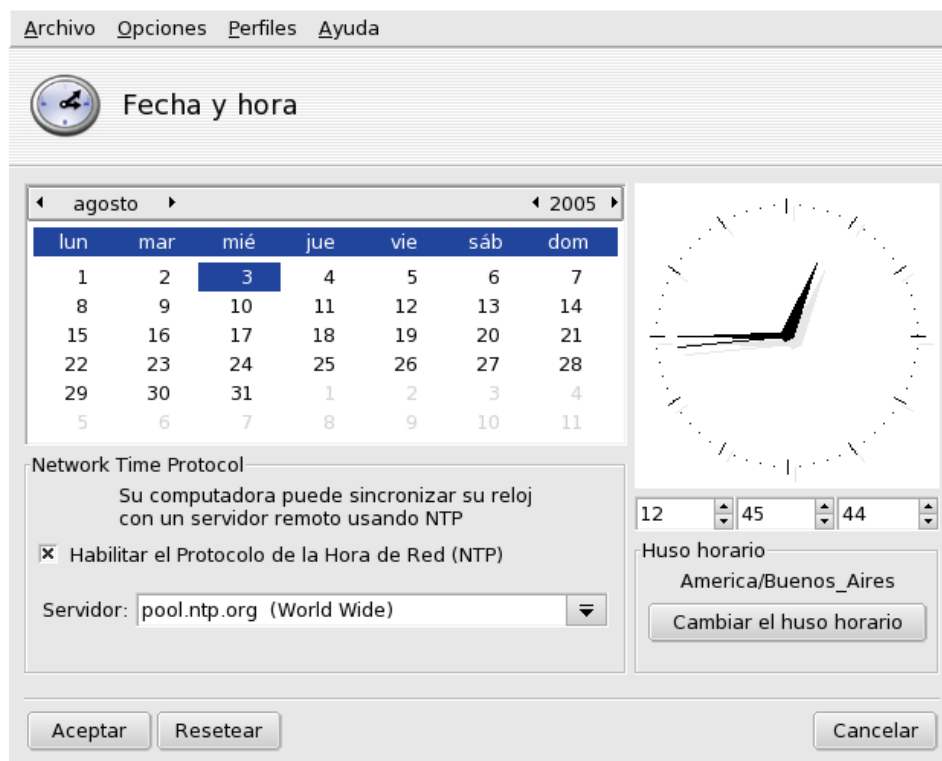 Archivo Opciones Perfiles Ayuda
Fecha y hora
agosto 2005
lun mar mié jue vie sáb dom
1 2 3 4 5 6 7
8 9 10 11 12 13 14
15 16 17 18 19 20 21
22 23 24 25 26 27 28
29 30 31 1 2 3 4
5 6 7 8 9 10 11
Network Time Protocol
Su computadora puede sincronizar su reloj
con un servidor remoto usando NTP
Habilitar el Protocolo de la Hora de Red (NTP)
Servidor: pool.ntp.org (World Wide)
12 45 44
Huso horario
America/Buenos_Aires
Cambiar el huso horario
Aceptar Resetear Cancelar